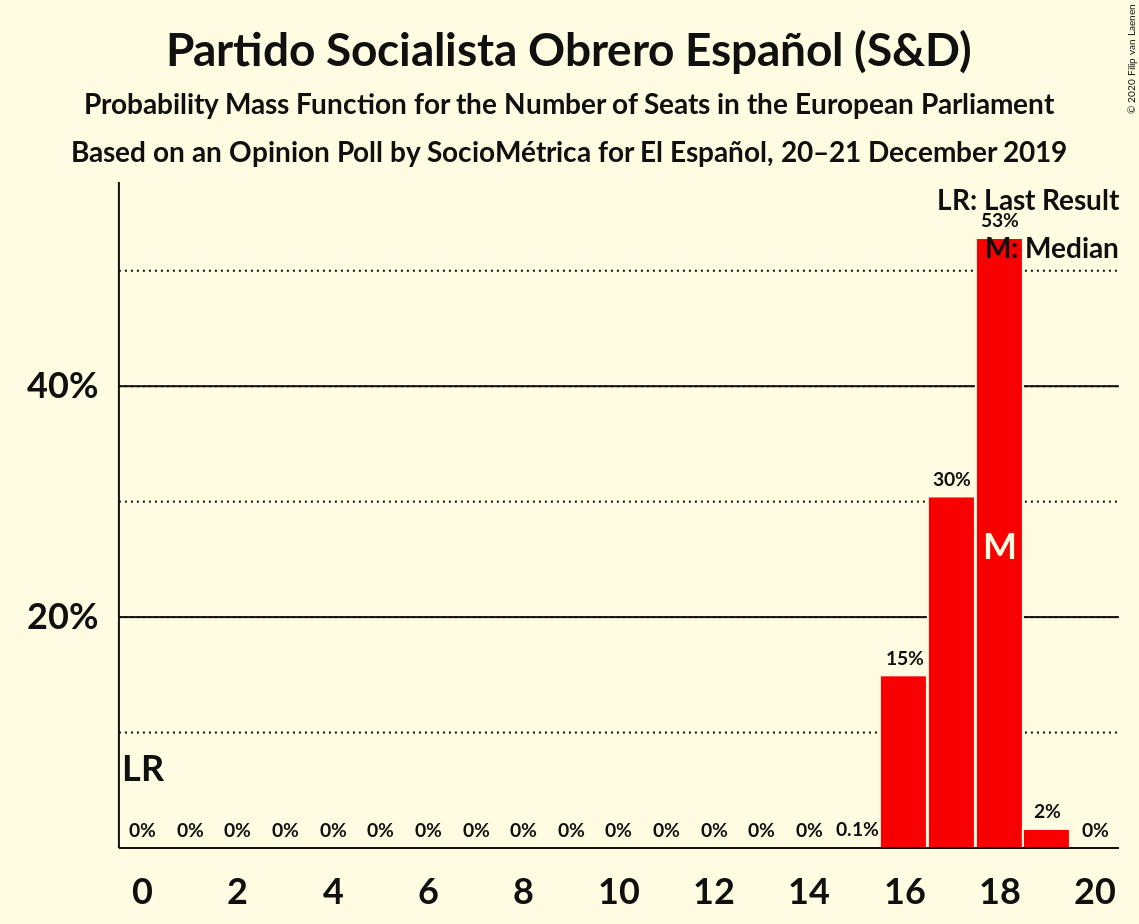 Partido Socialista Obrero Español (S&D)
Probability Mass Function for the Number of Seats in the European Parliament
Based on an Opinion Poll by SocioMétrica for El Español, 20–21 December 2019
© 2020 Filip van Laenen
LR: Last Result
M: Median
53%
40%
30%
M
20%
15%
LR
2%
0% 0% 0% 0% 0% 0% 0% 0% 0% 0% 0% 0% 0% 0% 0% 0.1% 0%
0 2 4 6 8 10 12 14 16 18 20